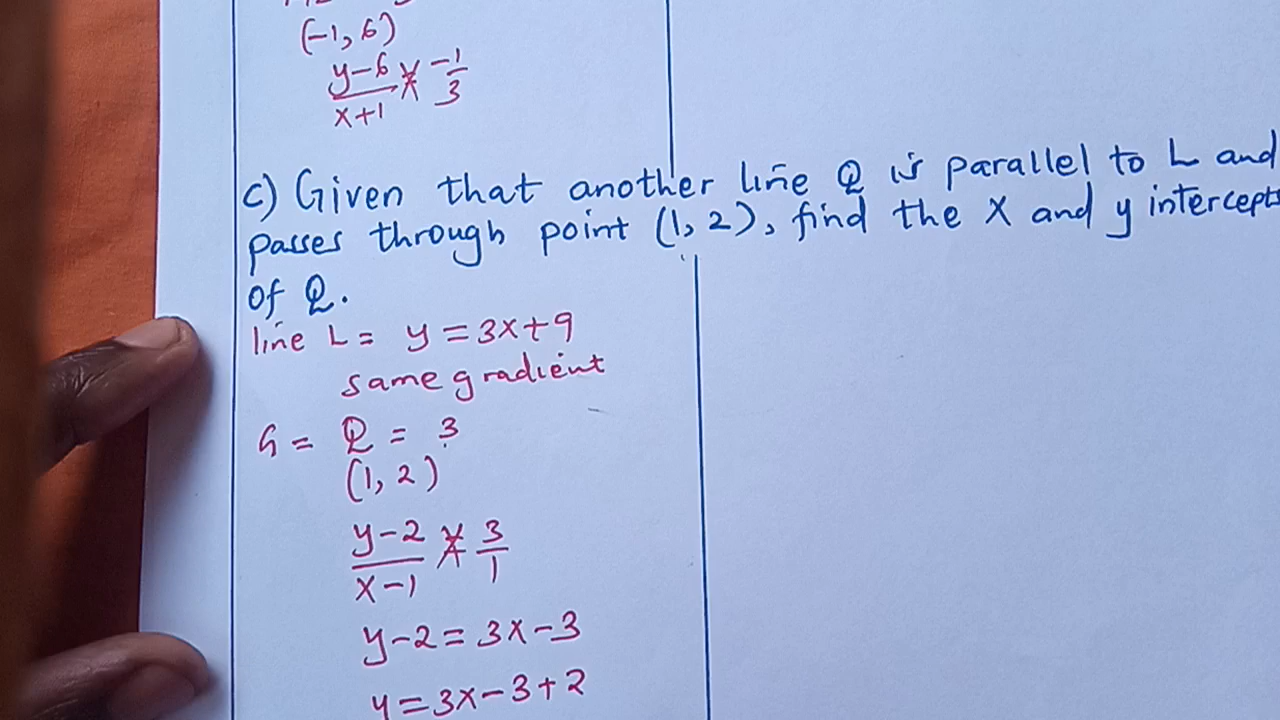 (-1, 6)
y-6/x+1 = -1/3
c) Given that another line Q is parallel to L and
passes through point (1, 2), find the X and y intercepts
of Q.
line L = y = 3x+9
same gradient
G = Q = 3
(1, 2)
y-2/x-1 = 3/1
y-2 = 3x-3
y = 3x-3+2